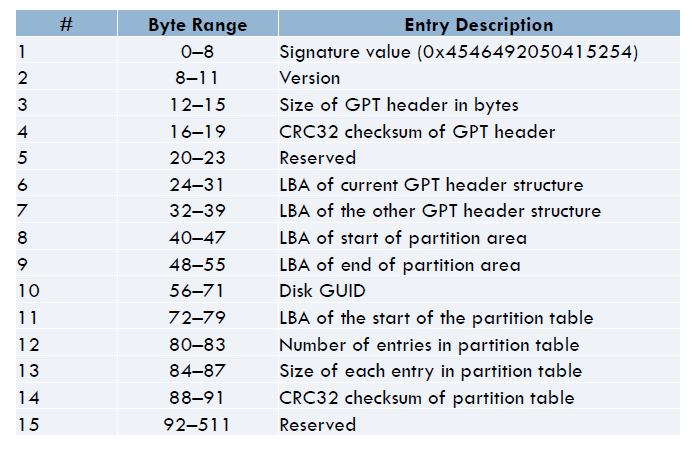 # Byte Range Entry Description
1 0–8 Signature value (0x4546492050415254)
2 8–11 Version
3 12–15 Size of GPT header in bytes
4 16–19 CRC32 checksum of GPT header
5 20–23 Reserved
6 24–31 LBA of current GPT header structure
7 32–39 LBA of the other GPT header structure
8 40–47 LBA of start of partition area
9 48–55 LBA of end of partition area
10 56–71 Disk GUID
11 72–79 LBA of the start of the partition table
12 80–83 Number of entries in partition table
13 84–87 Size of each entry in partition table
14 88–91 CRC32 checksum of partition table
15 92–511 Reserved